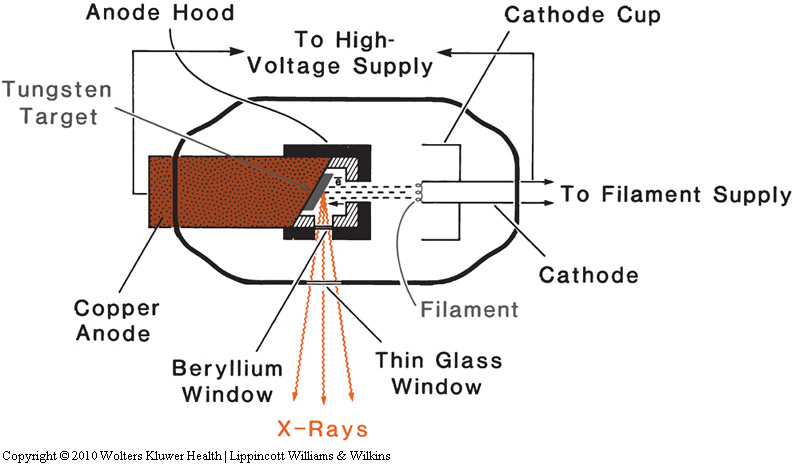 Anode Hood
Cathode Cup
To High-
Voltage Supply
Tungsten
Target
e
To Filament Supply
Cathode
Filament
Copper
Anode
Beryllium
Window
Thin Glass
Window
X-Rays
Copyright © 2010 Wolters Kluwer Health | Lippincott Williams & Wilkins